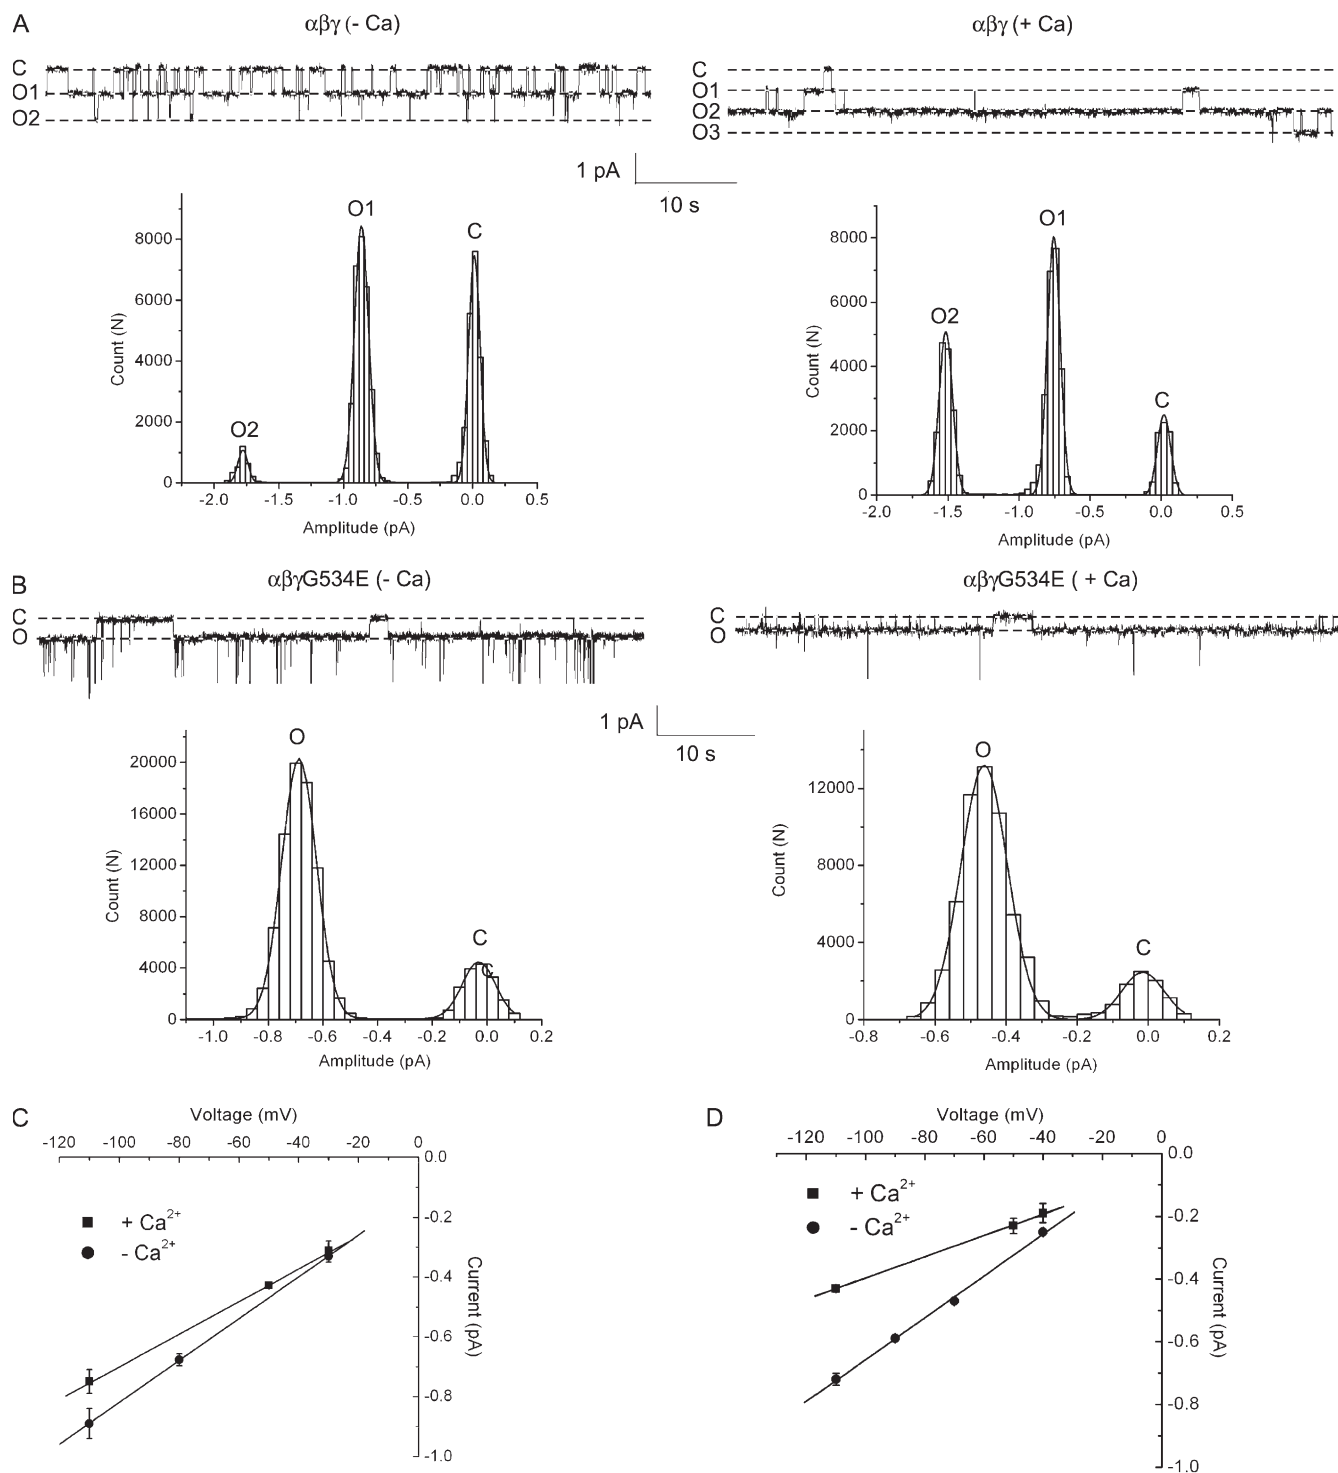 A
αβγ (- Ca)
αβγ (+ Ca)
C
O1
O2
C
O1
O2
O3
1 pA
10 s
O1
C
O2
8000
6000
4000
2000
0
Count (N)
-2.0 -1.5 -1.0 -0.5 0.0 0.5
Amplitude (pA)
O1
O2
C
8000
6000
4000
2000
0
Count (N)
-2.0 -1.5 -1.0 -0.5 0.0 0.5
Amplitude (pA)
B
αβγG534E (- Ca)
αβγG534E ( + Ca)
C
O
C
O
1 pA
10 s
O
C
C
20000
16000
12000
8000
4000
0
Count (N)
-1.0 -0.8 -0.6 -0.4 -0.2 0.0 0.2
Amplitude (pA)
O
C
12000
8000
4000
0
Count (N)
-0.8 -0.6 -0.4 -0.2 0.0 0.2
Amplitude (pA)
C
Voltage (mV)
-120 -100 -80 -60 -40 -20 0
0.0
-0.2
-0.4
-0.6
-0.8
-1.0
Current (pA)
+ Ca²⁺
- Ca²⁺
D
Voltage (mV)
-120 -100 -80 -60 -40 -20 0
0.0
-0.2
-0.4
-0.6
-0.8
-1.0
Current (pA)
+ Ca²⁺
- Ca²⁺